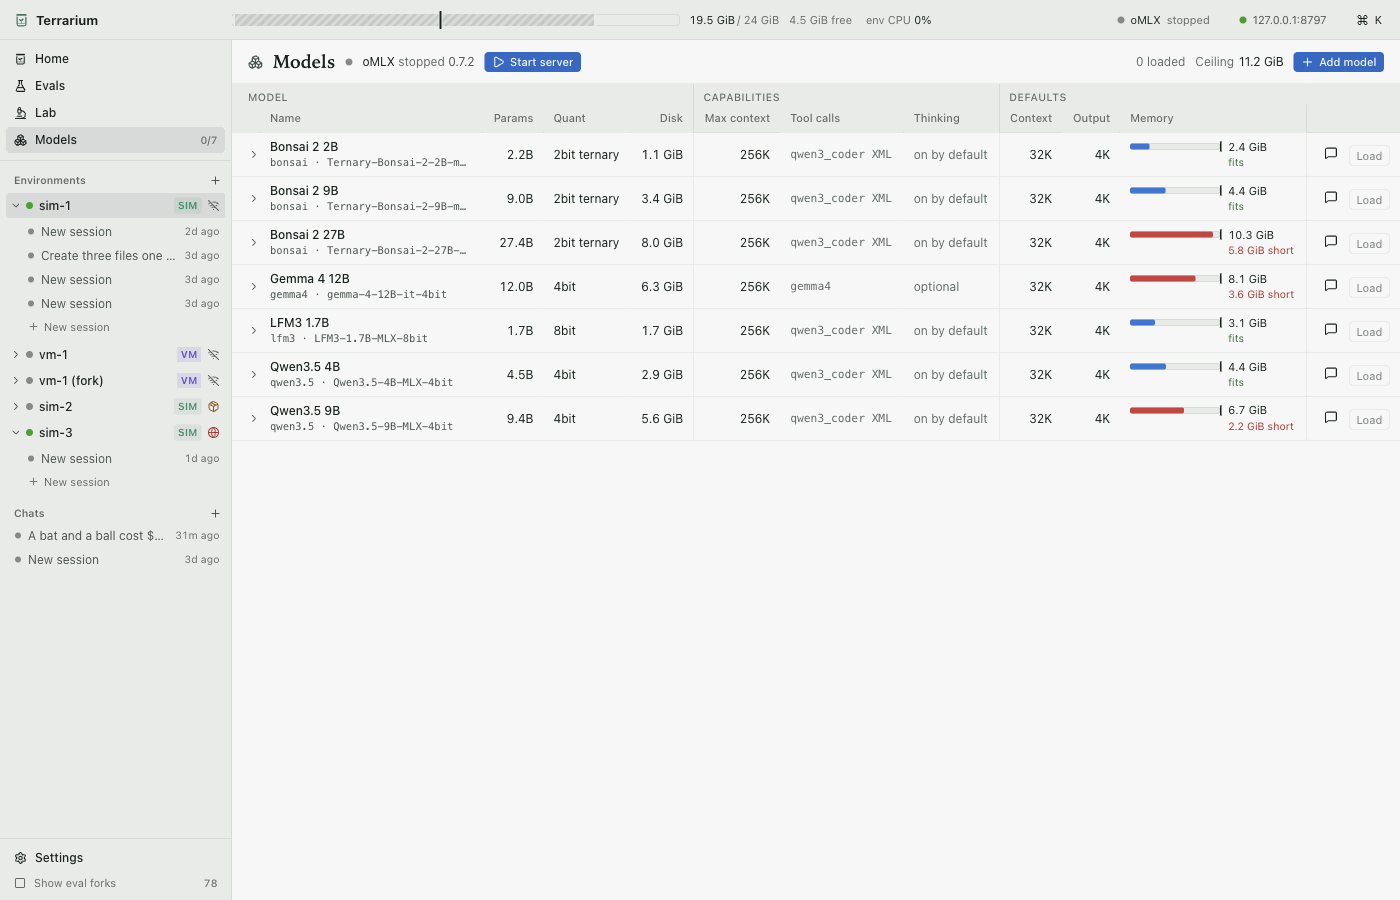 Terrarium
19.5 GiB / 24 GiB 4.5 GiB free env CPU 0%
oMLX stopped
127.0.0.1:8797
⌘ K
Home
Evals
Lab
Models 0/7
Environments
sim-1 SIM
New session 2d ago
Create three files one ... 3d ago
New session 3d ago
New session 3d ago
+ New session
vm-1 VM
vm-1 (fork) VM
sim-2 SIM
sim-3 SIM
New session 1d ago
+ New session
Chats
A bat and a ball cost $... 31m ago
New session 3d ago
Settings
Show eval forks 78
Models oMLX stopped 0.7.2 Start server
0 loaded Ceiling 11.2 GiB + Add model
MODEL CAPABILITIES DEFAULTS
Name Params Quant Disk Max context Tool calls Thinking Context Output Memory
Bonsai 2 2B 2.2B 2bit ternary 1.1 GiB 256K qwen3_coder XML on by default 32K 4K 2.4 GiB Load
bonsai · Ternary-Bonsai-2-2B-m… fits
Bonsai 2 9B 9.0B 2bit ternary 3.4 GiB 256K qwen3_coder XML on by default 32K 4K 4.4 GiB Load
bonsai · Ternary-Bonsai-2-9B-m… fits
Bonsai 2 27B 27.4B 2bit ternary 8.0 GiB 256K qwen3_coder XML on by default 32K 4K 10.3 GiB Load
bonsai · Ternary-Bonsai-2-27B-… 5.8 GiB short
Gemma 4 12B 12.0B 4bit 6.3 GiB 256K gemma4 optional 32K 4K 8.1 GiB Load
gemma4 · gemma-4-12B-it-4bit 3.6 GiB short
LFM3 1.7B 1.7B 8bit 1.7 GiB 256K qwen3_coder XML on by default 32K 4K 3.1 GiB Load
lfm3 · LFM3-1.7B-MLX-8bit fits
Qwen3.5 4B 4.5B 4bit 2.9 GiB 256K qwen3_coder XML on by default 32K 4K 4.4 GiB Load
qwen3.5 · Qwen3.5-4B-MLX-4bit fits
Qwen3.5 9B 9.4B 4bit 5.6 GiB 256K qwen3_coder XML on by default 32K 4K 6.7 GiB Load
qwen3.5 · Qwen3.5-9B-MLX-4bit 2.2 GiB short